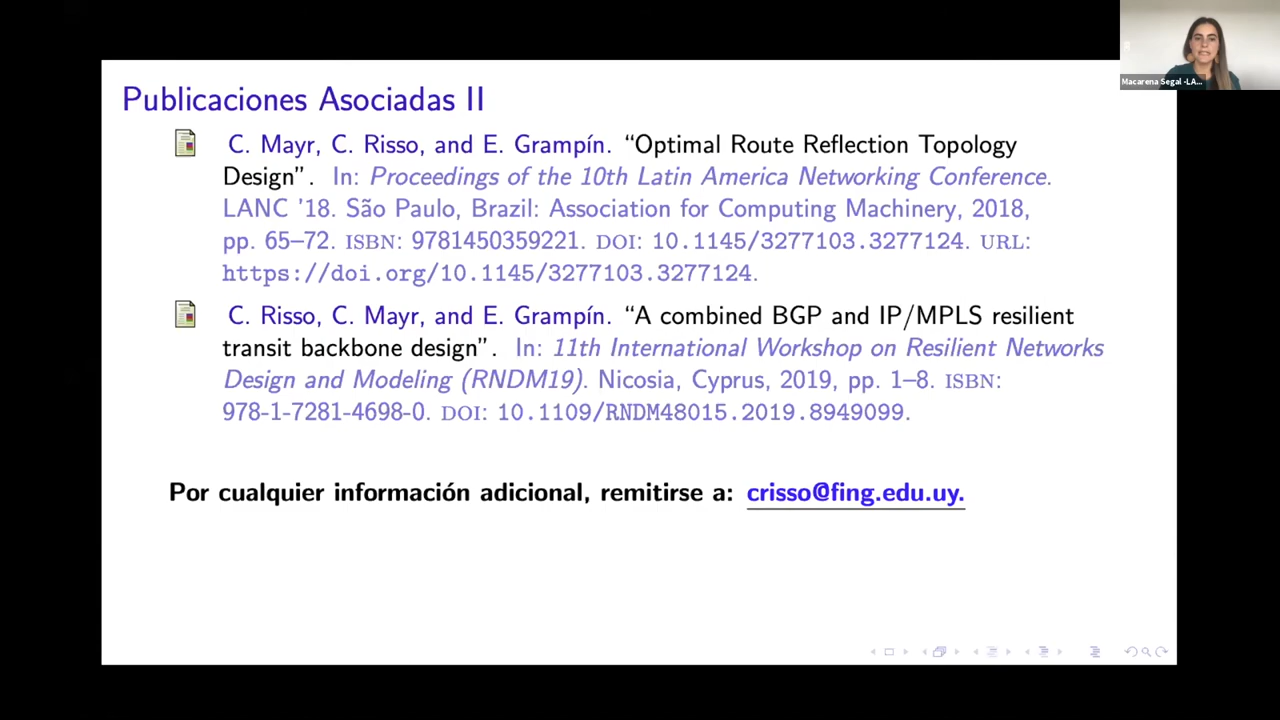 Macarena Segal -LA...
Publicaciones Asociadas II
C. Mayr, C. Risso, and E. Grampín. “Optimal Route Reflection Topology
Design”. In: Proceedings of the 10th Latin America Networking Conference.
LANC ’18. São Paulo, Brazil: Association for Computing Machinery, 2018,
pp. 65–72. ISBN: 9781450359221. DOI: 10.1145/3277103.3277124. URL:
https://doi.org/10.1145/3277103.3277124.
C. Risso, C. Mayr, and E. Grampín. “A combined BGP and IP/MPLS resilient
transit backbone design”. In: 11th International Workshop on Resilient Networks
Design and Modeling (RNDM19). Nicosia, Cyprus, 2019, pp. 1–8. ISBN:
978-1-7281-4698-0. DOI: 10.1109/RNDM48015.2019.8949099.
Por cualquier información adicional, remitirse a: crisso@fing.edu.uy.